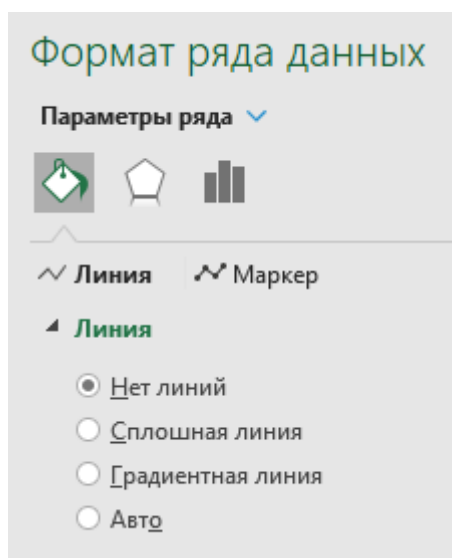 Формат ряда данных
Параметры ряда
Линия Маркер
Линия
Нет линий
Сплошная линия
Градиентная линия
Авто